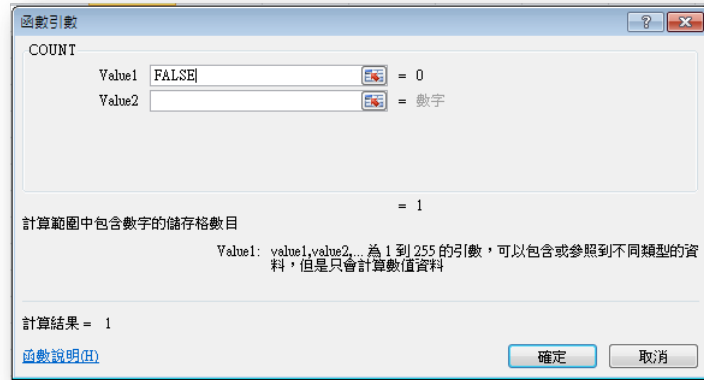 函數引數
COUNT
Value1 FALSE = 0
Value2 = 數字
= 1
計算範圍中包含數字的儲存格數目
Value1: value1,value2,... 為 1 到 255 的引數，可以包含或參照到不同類型的資
料，但是只會計算數值資料
計算結果 = 1
函數說明(H)
確定
取消